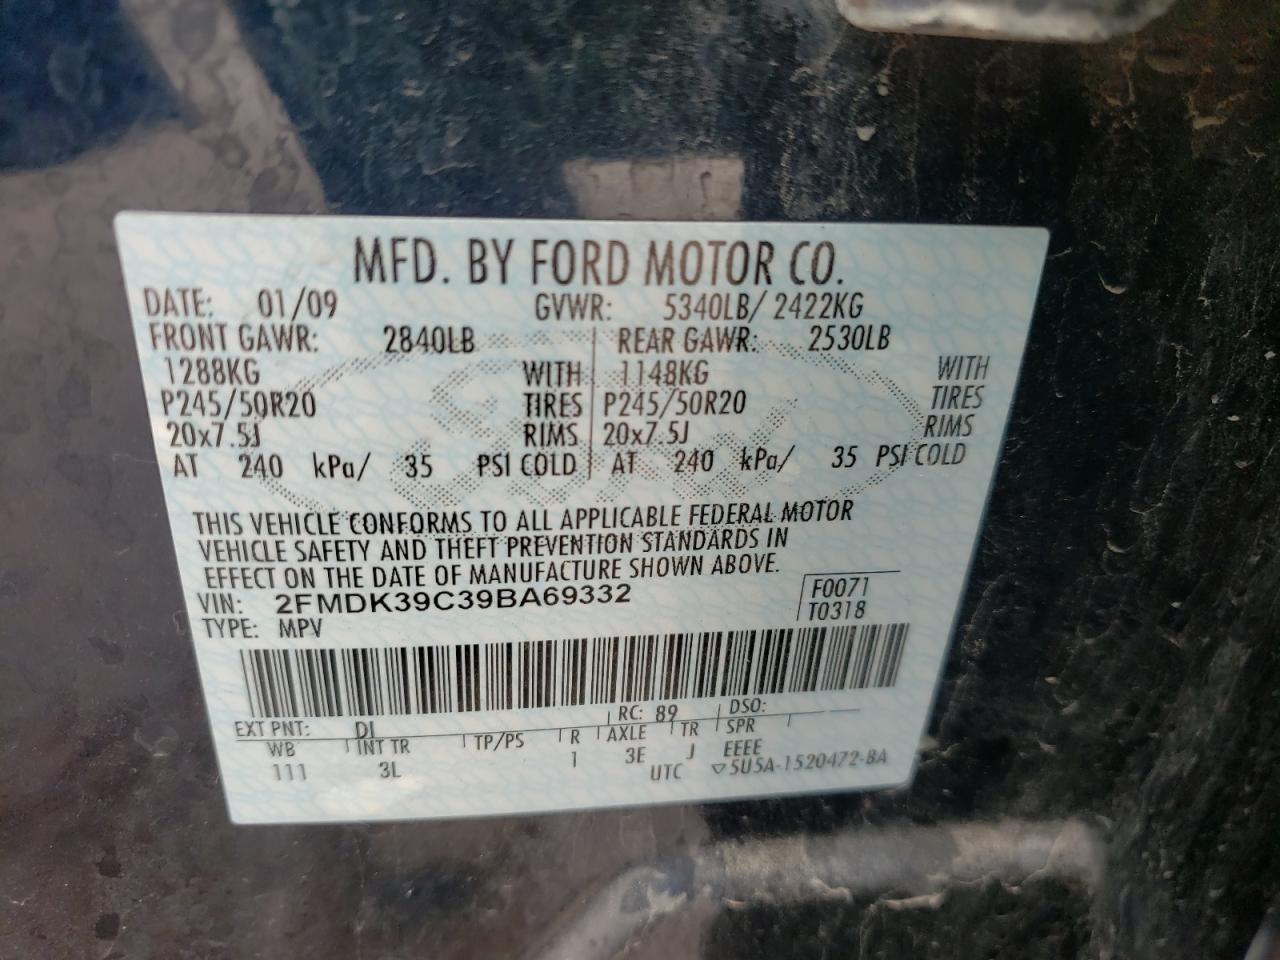 MFD. BY FORD MOTOR CO.
DATE: 01/09 GVWR: 5340LB/ 2422KG
FRONT GAWR: 2840LB REAR GAWR: 2530LB
1288KG WITH 1148KG WITH
P245/50R20 TIRES P245/50R20 TIRES
20x7.5J RIMS 20x7.5J RIMS
AT 240 kPa/ 35 PSI COLD AT 240 kPa/ 35 PSI COLD
THIS VEHICLE CONFORMS TO ALL APPLICABLE FEDERAL MOTOR
VEHICLE SAFETY AND THEFT PREVENTION STANDARDS IN
EFFECT ON THE DATE OF MANUFACTURE SHOWN ABOVE.
VIN: 2FMDK39C39BA69332 F0071
TYPE: MPV T0318
EXT PNT: DI RC: 89 DSO:
WB INT TR TP/PS R AXLE TR SPR
111 3L 1 3E J EEEE
UTC ▽5U5A-1520472-BA